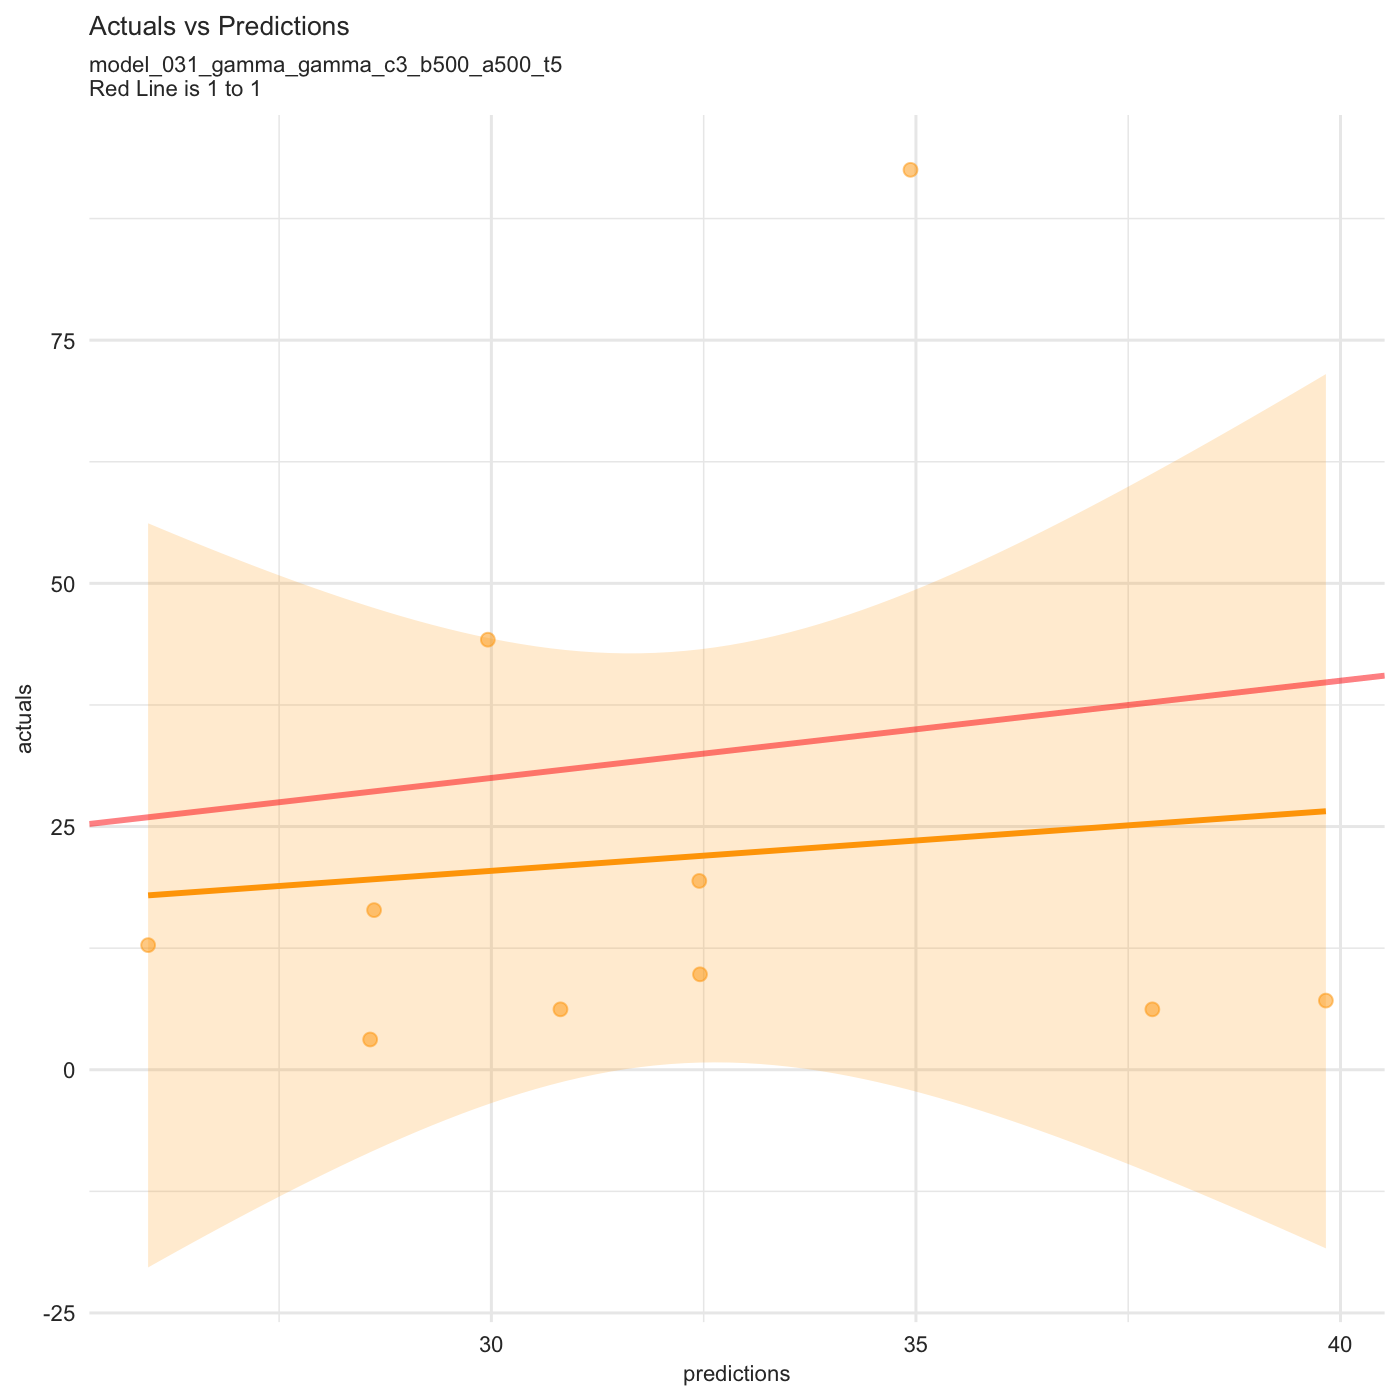 Actuals vs Predictions
model_031_gamma_gamma_c3_b500_a500_t5
Red Line is 1 to 1
75
50
25
0
-25
actuals
30
35
40
predictions